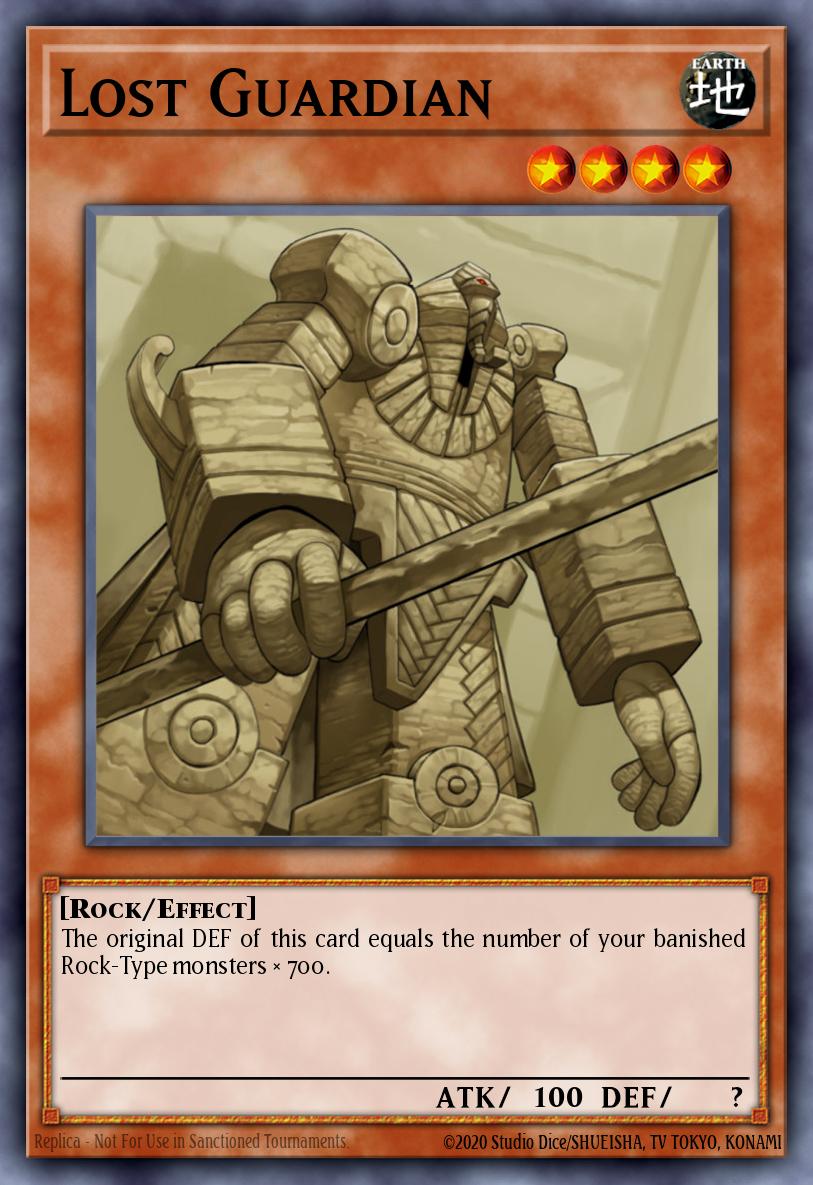 Lost Guardian
EARTH
地
[Rock/Effect]
The original DEF of this card equals the number of your banished
Rock-Type monsters × 700.
ATK/ 100 DEF/ ?
Replica - Not For Use in Sanctioned Tournaments.
©2020 Studio Dice/SHUEISHA, TV TOKYO, KONAMI